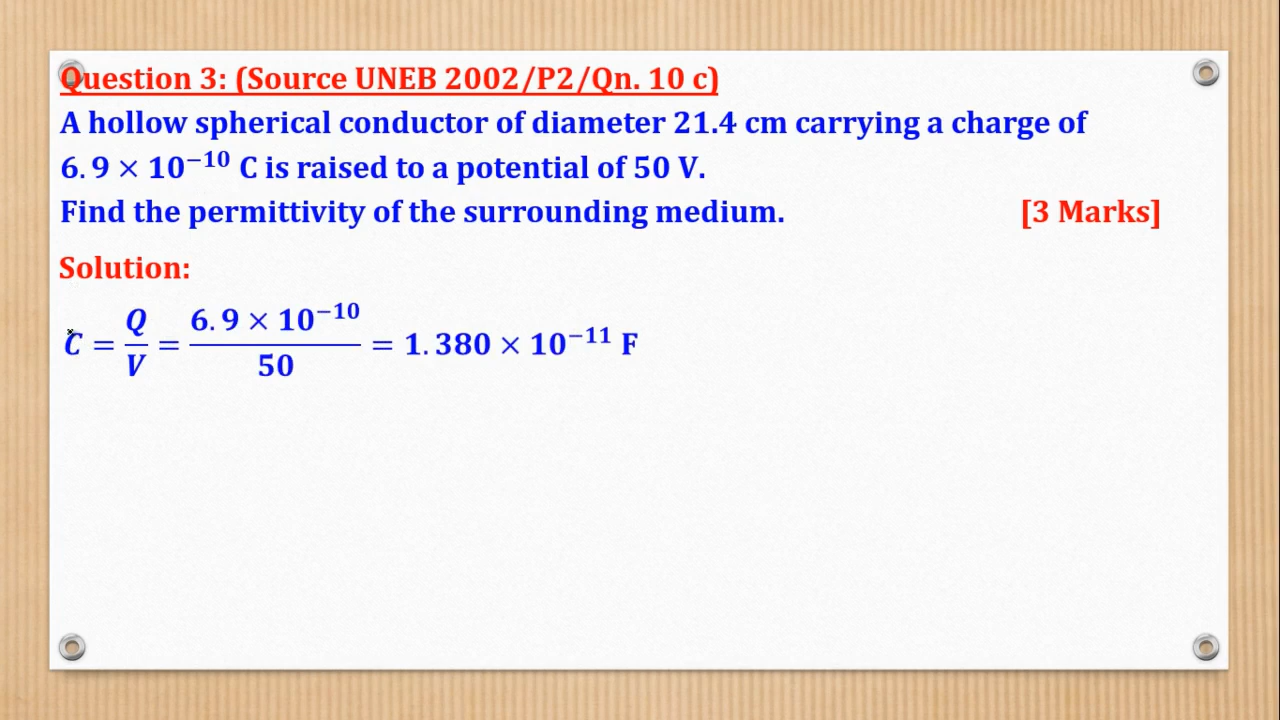 Question 3: (Source UNEB 2002/P2/Qn. 10 c)
A hollow spherical conductor of diameter 21.4 cm carrying a charge of
6.9 × 10⁻¹⁰ C is raised to a potential of 50 V.
Find the permittivity of the surrounding medium. [3 Marks]
Solution:
C = Q/V = (6.9 × 10⁻¹⁰)/50 = 1.380 × 10⁻¹¹ F